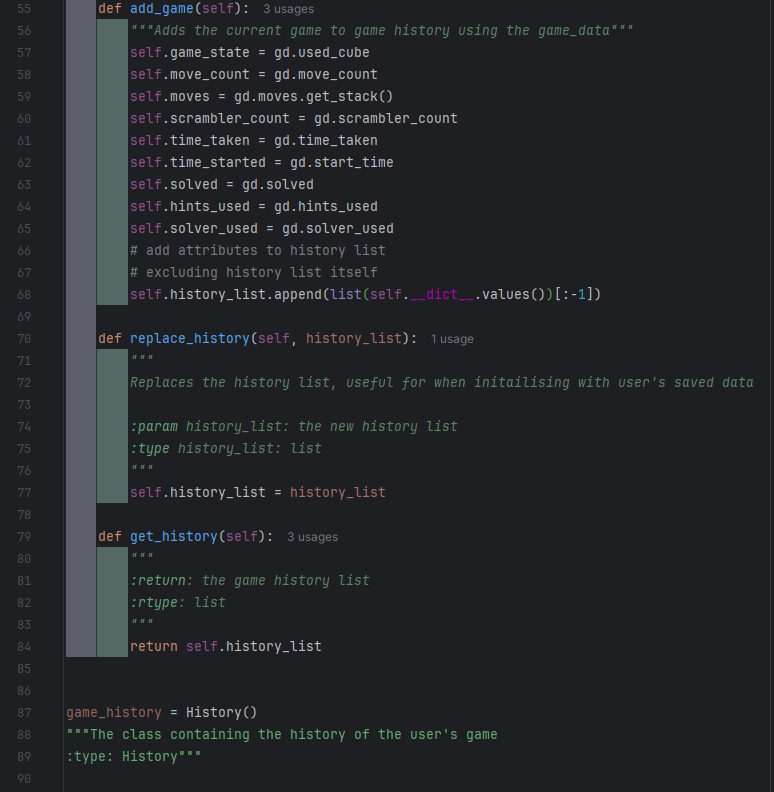 55 def add_game(self): 3 usages
56 """Adds the current game to game history using the game_data"""
57 self.game_state = gd.used_cube
58 self.move_count = gd.move_count
59 self.moves = gd.moves.get_stack()
60 self.scrambler_count = gd.scrambler_count
61 self.time_taken = gd.time_taken
62 self.time_started = gd.start_time
63 self.solved = gd.solved
64 self.hints_used = gd.hints_used
65 self.solver_used = gd.solver_used
66 # add attributes to history list
67 # excluding history list itself
68 self.history_list.append(list(self.__dict__.values())[:-1])
69
70 def replace_history(self, history_list): 1 usage
71 """
72 Replaces the history list, useful for when initailising with user's saved data
73
74 :param history_list: the new history list
75 :type history_list: list
76 """
77 self.history_list = history_list
78
79 def get_history(self): 3 usages
80 """
81 :return: the game history list
82 :rtype: list
83 """
84 return self.history_list
85
86
87 game_history = History()
88 """The class containing the history of the user's game
89 :type: History"""
90